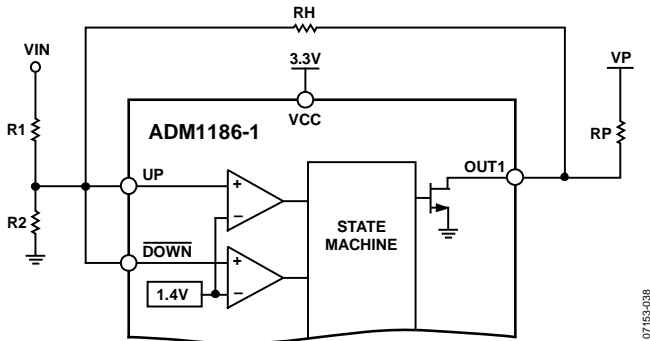 RH
VIN
3.3V
VP
VCC
R1
ADM1186-1
RP
UP
OUT1
R2
STATE
MACHINE
DOWN
1.4V
+
−
+
−
07153-038